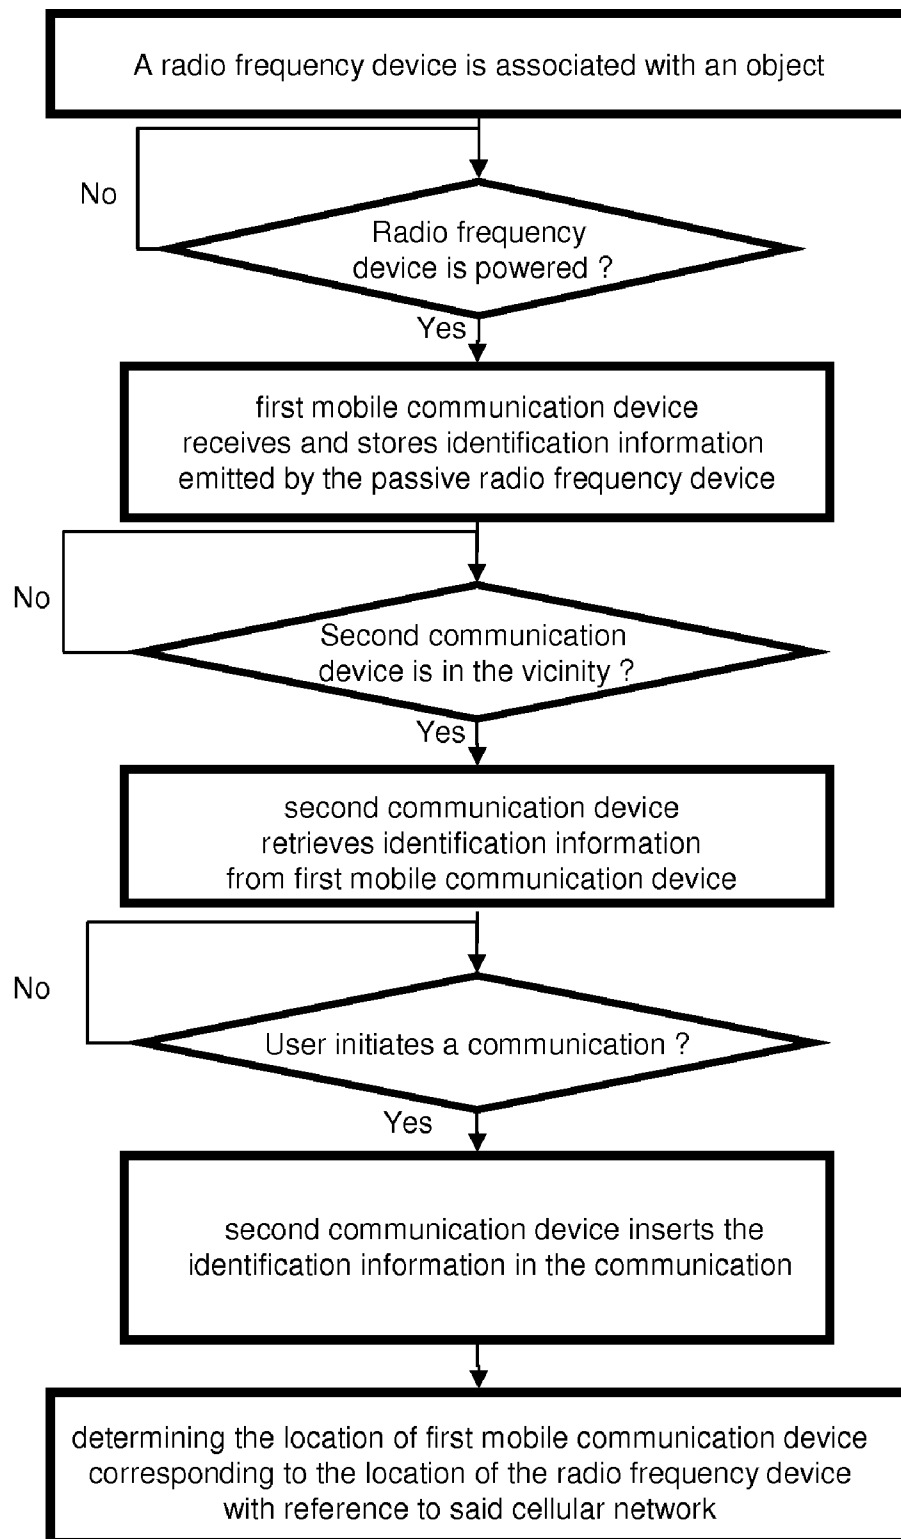 A radio frequency device is associated with an object
No
Radio frequency
device is powered ?
Yes
first mobile communication device
receives and stores identification information
emitted by the passive radio frequency device
No
Second communication
device is in the vicinity ?
Yes
second communication device
retrieves identification information
from first mobile communication device
No
User initiates a communication ?
Yes
second communication device inserts the
identification information in the communication
determining the location of first mobile communication device
corresponding to the location of the radio frequency device
with reference to said cellular network